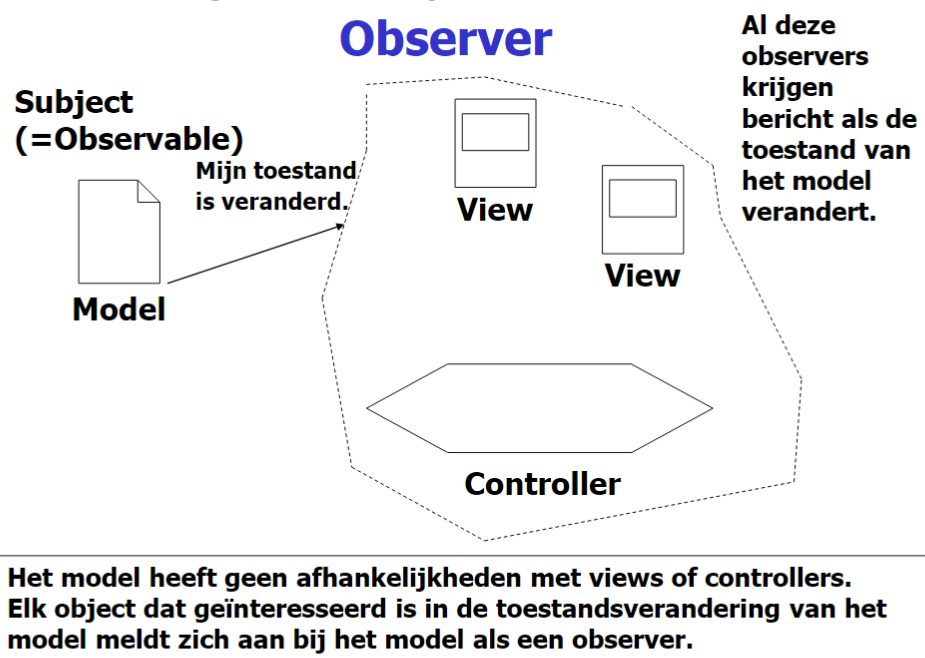 Observer
Al deze
observers
krijgen
bericht als de
toestand van
het model
verandert.
Subject
(=Observable)
Mijn toestand
is veranderd.
Model
View
View
Controller
Het model heeft geen afhankelijkheden met views of controllers.
Elk object dat geïnteresseerd is in de toestandsverandering van het
model meldt zich aan bij het model als een observer.